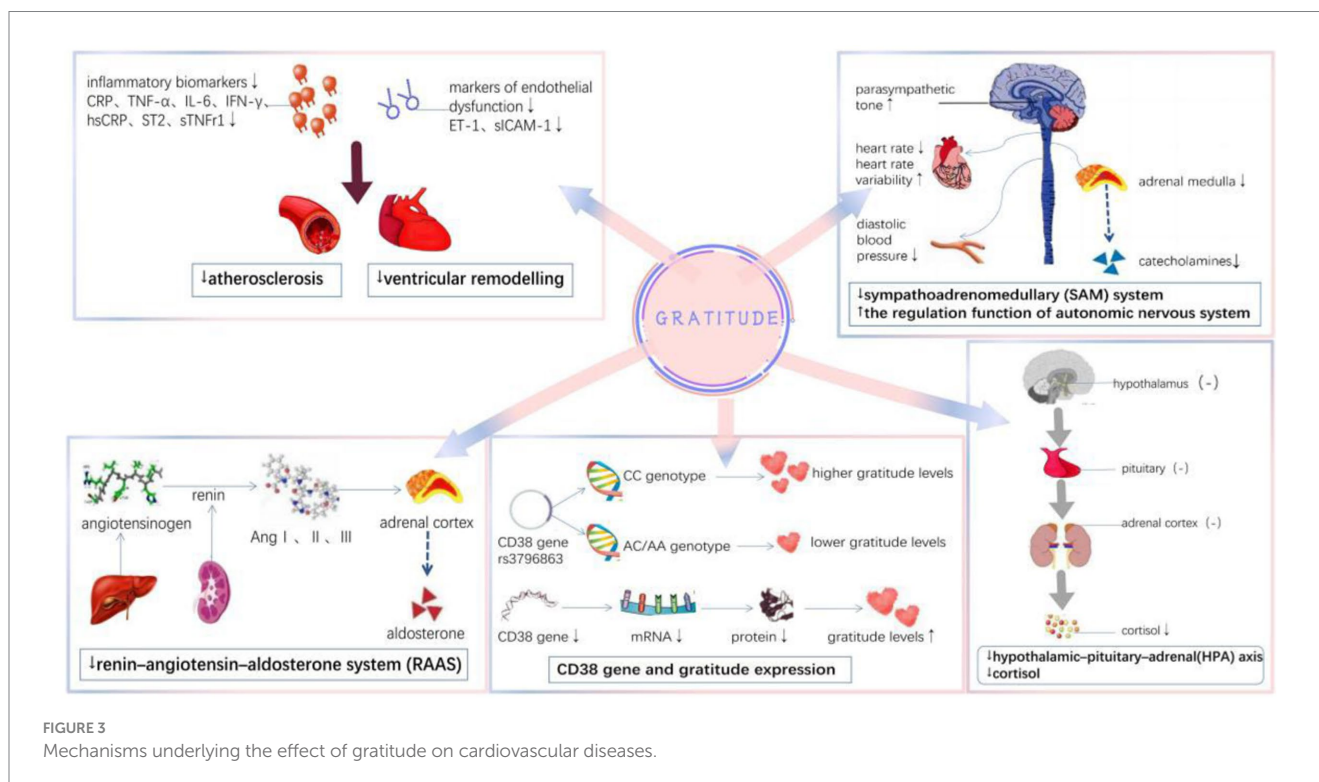 inflammatory biomarkers ↓
CRP、TNF-α、IL-6、IFN-γ、
hsCRP、ST2、sTNFr1 ↓
markers of endothelial
dysfunction ↓
ET-1、sICAM-1 ↓
↓atherosclerosis
↓ventricular remodelling
parasympathetic
tone ↑
heart rate ↓
heart rate
variability ↑
adrenal medulla ↓
diastolic
blood
pressure ↓
catecholamines↓
↓sympathoadrenomedullary (SAM) system
↑the regulation function of autonomic nervous system
GRATITUDE
angiotensinogen
renin
Ang I 、 II 、 III
adrenal cortex
aldosterone
↓renin–angiotensin–aldosterone system (RAAS)
CD38 gene
rs3796863
CC genotype
higher gratitude levels
AC/AA genotype
lower gratitude levels
CD38 gene ↓
mRNA ↓
protein ↓
gratitude levels ↑
CD38 gene and gratitude expression
hypothalamus (-)
pituitary (-)
adrenal cortex (-)
cortisol ↓
↓hypothalamic–pituitary–adrenal(HPA) axis
↓cortisol
FIGURE 3
Mechanisms underlying the effect of gratitude on cardiovascular diseases.